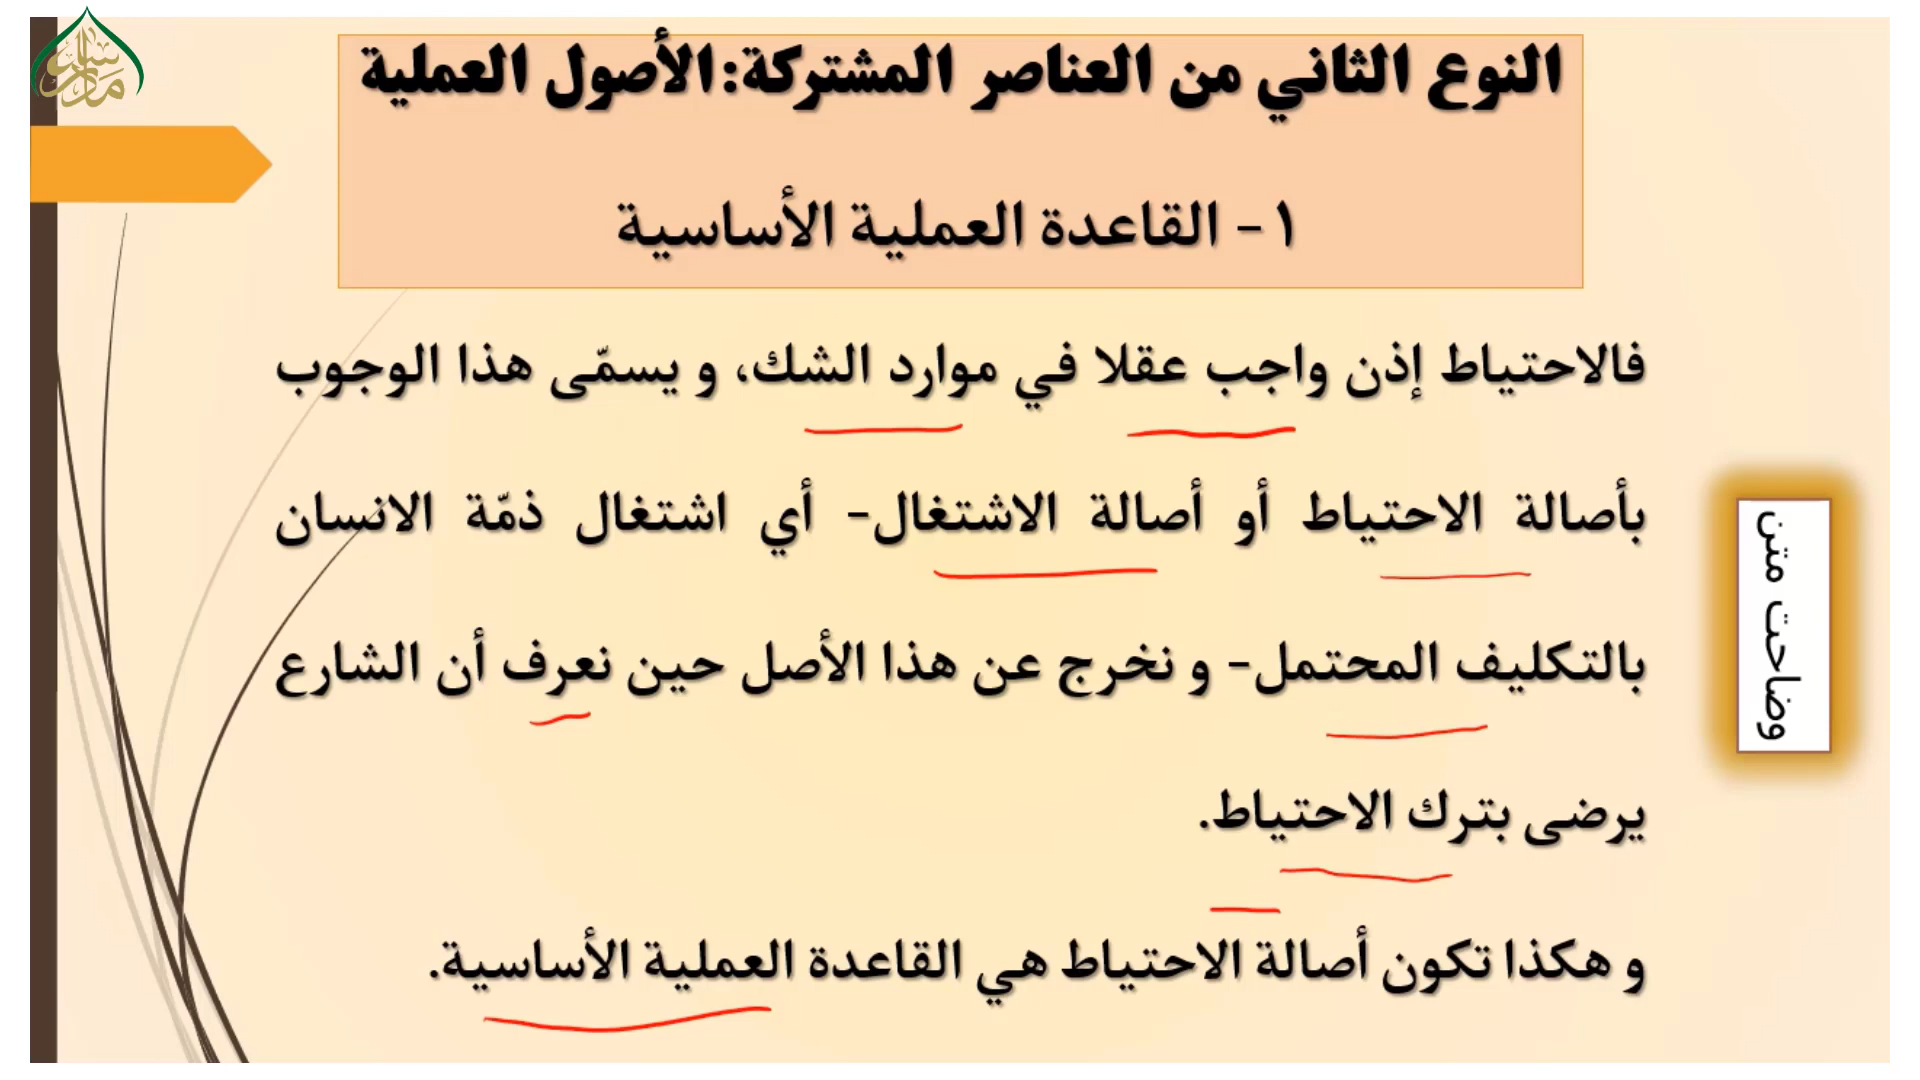 النوع الثاني من العناصر المشتركة: الأصول العملية
١- القاعدة العملية الأساسية
فالاحتياط إذن واجب عقلا في موارد الشك، و يسمّى هذا الوجوب
بأصالة الاحتياط أو أصالة الاشتغال- أي اشتغال ذمّة الانسان
بالتكليف المحتمل- و نخرج عن هذا الأصل حين نعرف أن الشارع
يرضى بترك الاحتياط.
و هكذا تكون أصالة الاحتياط هي القاعدة العملية الأساسية.
وضاحت متن